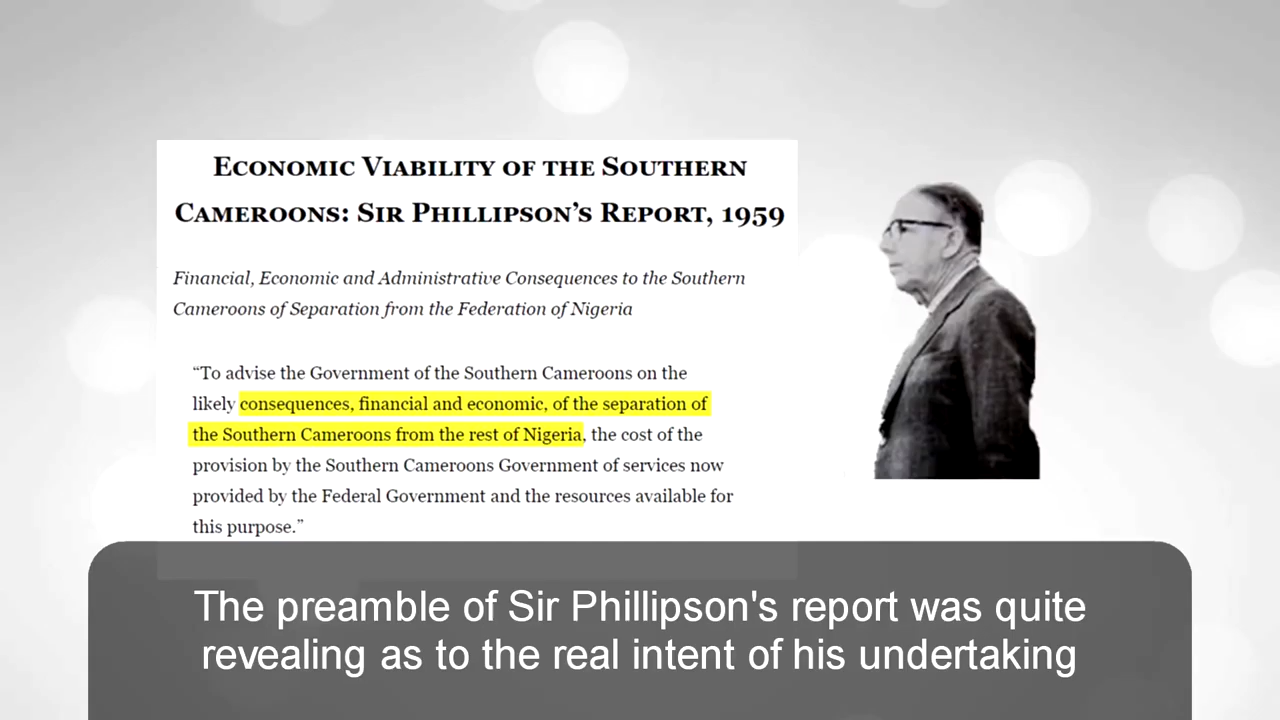 Economic Viability of the Southern
Cameroons: Sir Phillipson’s Report, 1959
Financial, Economic and Administrative Consequences to the Southern
Cameroons of Separation from the Federation of Nigeria
“To advise the Government of the Southern Cameroons on the
likely consequences, financial and economic, of the separation of
the Southern Cameroons from the rest of Nigeria, the cost of the
provision by the Southern Cameroons Government of services now
provided by the Federal Government and the resources available for
this purpose.”
The preamble of Sir Phillipson's report was quite
revealing as to the real intent of his undertaking